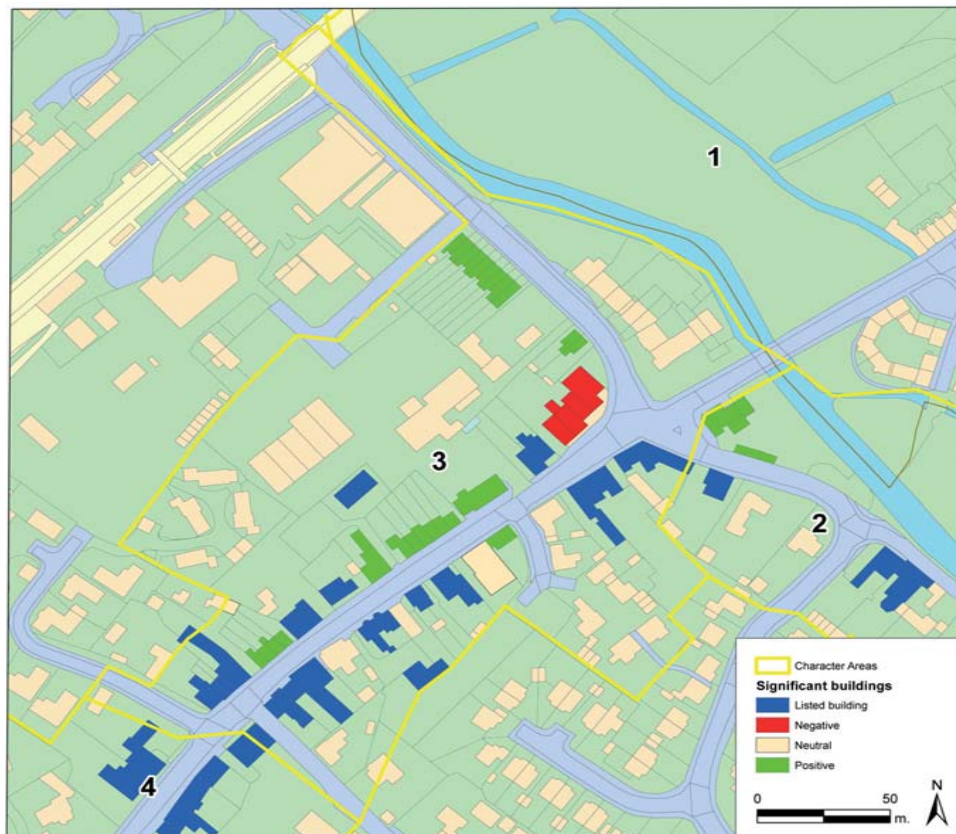 1
3
2
4
Character Areas
Significant buildings
Listed building
Negative
Neutral
Positive
N
0 50
m.